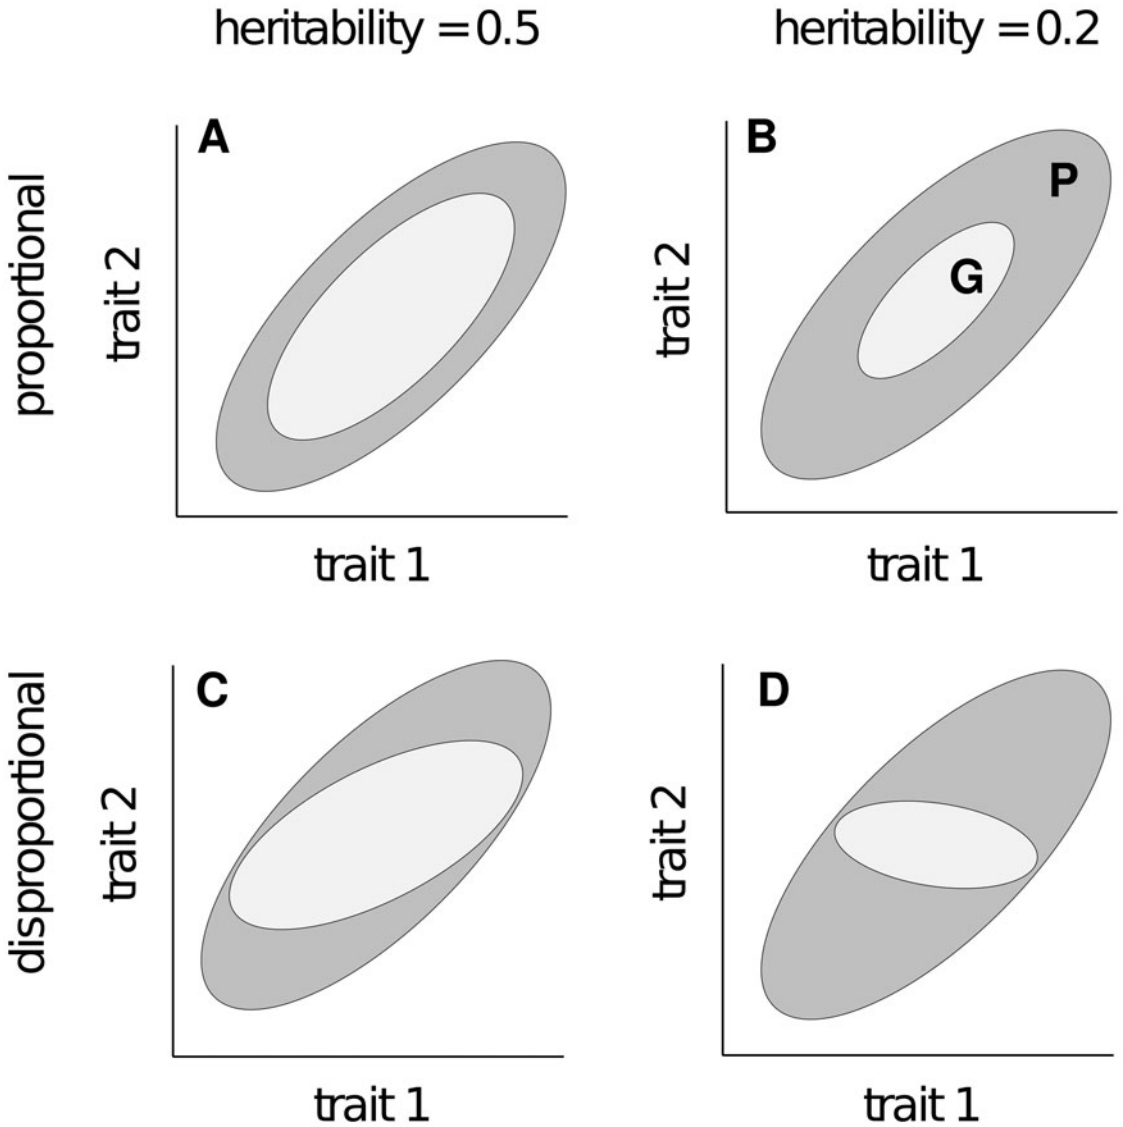 heritability = 0.5
heritability = 0.2
proportional
A
trait 2
trait 1
B
P
G
trait 2
trait 1
disproportional
C
trait 2
trait 1
D
trait 2
trait 1